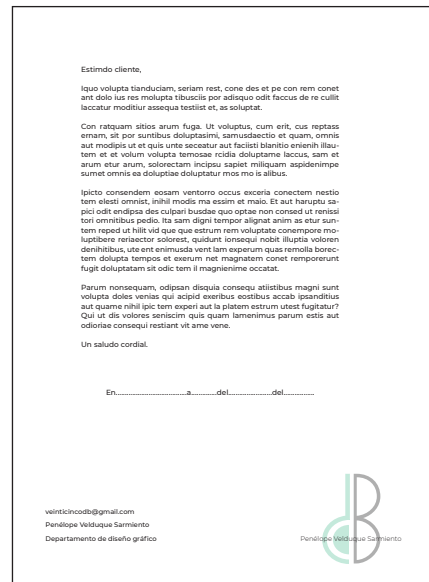 Estimdo cliente,
Iquo volupta tianduciam, seriam rest, cone des et pe con rem conet
ant dolo ius res molupta tibusciis por adisquo odit faccus de re cullit
laccatur moditiur assequa testiist et, as soluptat.
Con ratquam sitios arum fuga. Ut voluptus, cum erit, cus reptass
ernam, sit por suntibus doluptasimi, samusdaectio et quam, omnis
aut modipis ut et quis unte seceatur aut faciisti blanitio enienih illau-
tem et et volum volupta temosae rcidia doluptame laccus, sam et
arum etur arum, solorectam incipsu sapiet miliquam aspidenimpe
sumet omnis ea doluptiae doluptatur mos mo is alibus.
Ipicto consendem eosam ventorro occus exceria conectem nestio
tem elesti omnist, inihil modis ma essim et maio. Et aut haruptu sa-
pici odit endipsa des culpari busdae quo optae non consed ut renissi
tori omnitibus pedio. Ita sam digni tempor alignat anim as etur sun-
tem reped ut hilit vid que que estrum rem voluptate conempore mo-
luptibere reriaector solorest, quidunt ionsequi nobit illuptia voloren
denihitibus, ute ent enimusda vent lam experum quas remolla borec-
tem dolupta tempos et exerum net magnatem conet remporerunt
fugit doluptatam sit odic tem il magnienime occatat.
Parum nonsequam, odipsan disquia consequ atiistibus magni sunt
volupta doles venias qui acipid exeribus eostibus accab ipsanditius
aut quame nihil ipic tem experi aut la platem estrum utest fugitatur?
Qui ut dis volores seniscim quis quam lamenimus parum estis aut
odioriae consequi restiant vit ame vene.
Un saludo cordial.
En..................................a............del.....................del...............
veinticincodb@gmail.com
Penélope Velduque Sarmiento
Departamento de diseño gráfico
dB
Penélope Velduque Sarmiento